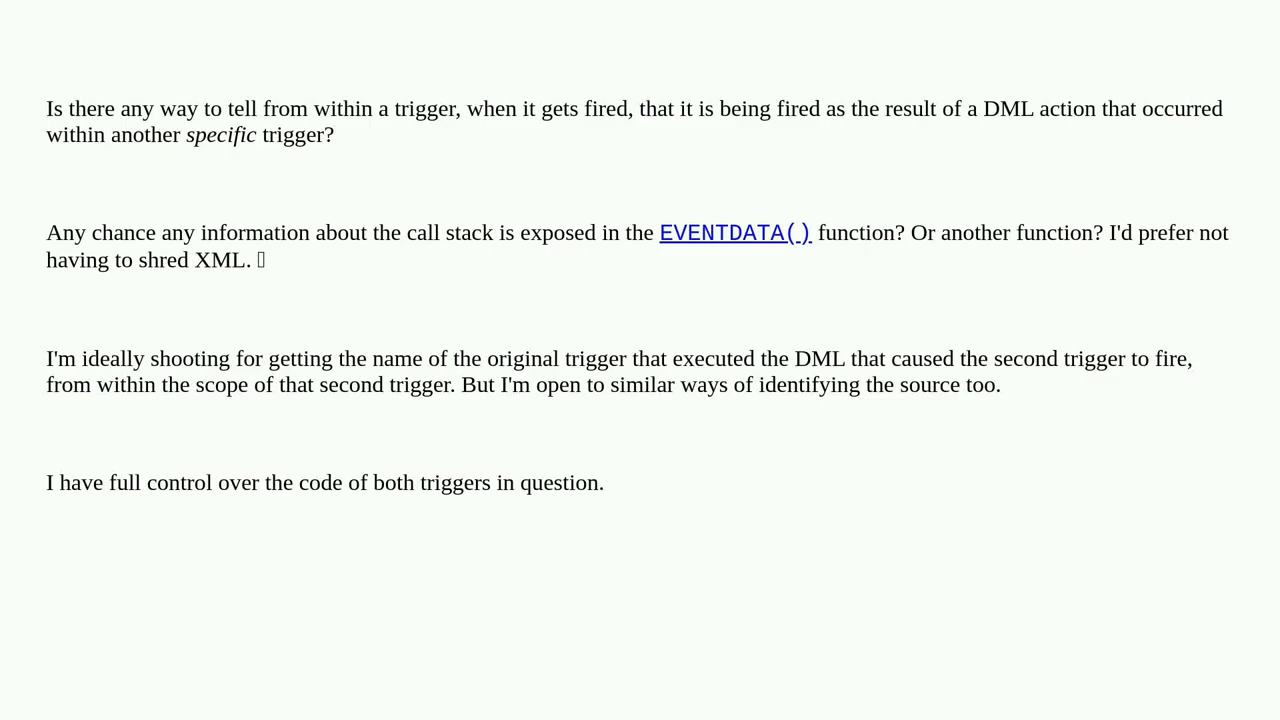 Is there any way to tell from within a trigger, when it gets fired, that it is being fired as the result of a DML action that occurred
within another specific trigger?
Any chance any information about the call stack is exposed in the EVENTDATA() function? Or another function? I'd prefer not
having to shred XML. 
I'm ideally shooting for getting the name of the original trigger that executed the DML that caused the second trigger to fire,
from within the scope of that second trigger. But I'm open to similar ways of identifying the source too.
I have full control over the code of both triggers in question.